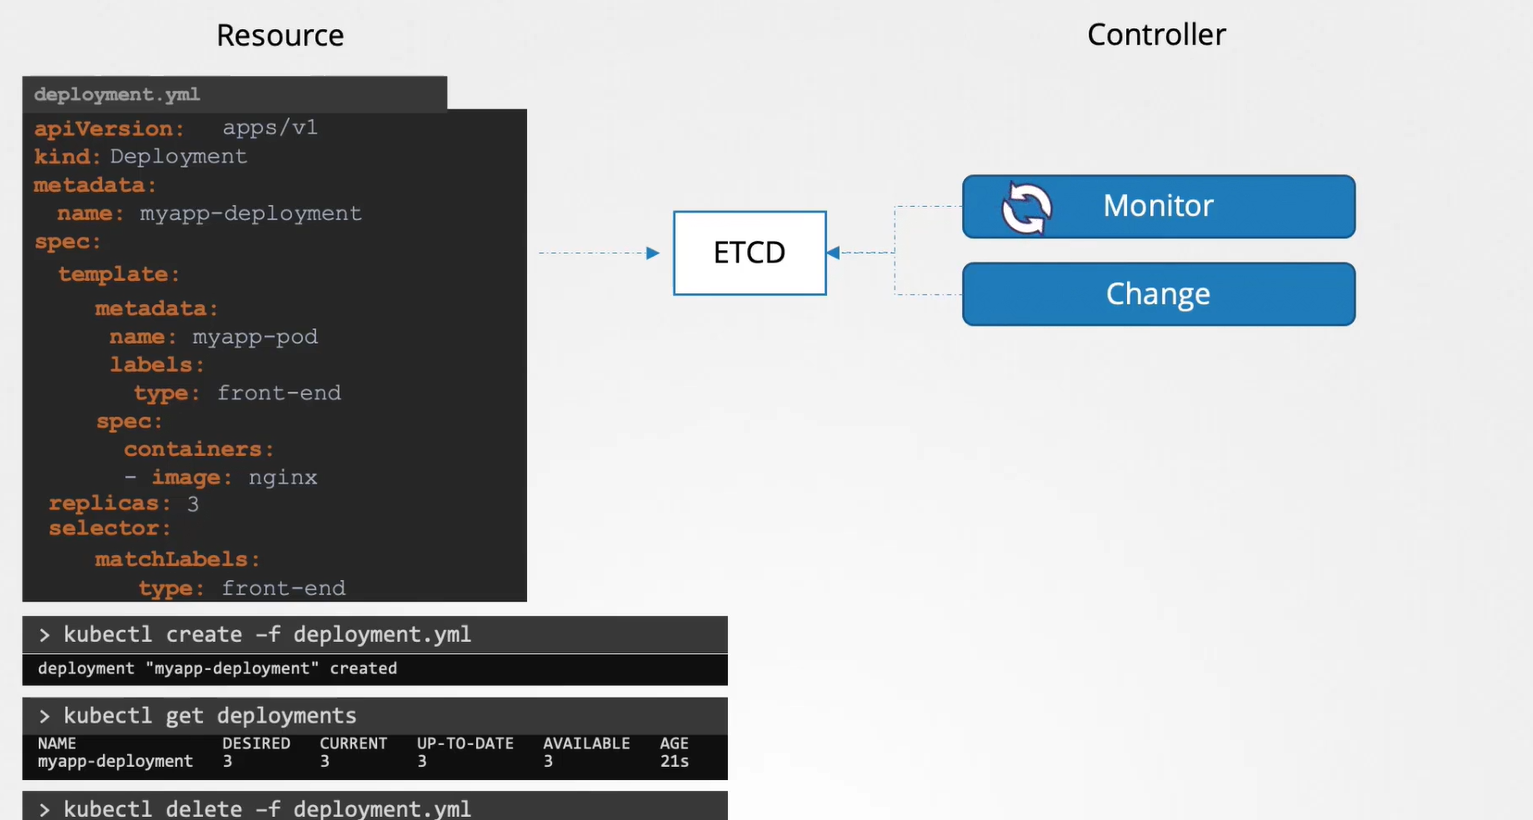 Resource
Controller
deployment.yml
apiVersion: apps/v1
kind: Deployment
metadata:
name: myapp-deployment
spec:
template:
metadata:
name: myapp-pod
labels:
type: front-end
spec:
containers:
- image: nginx
replicas: 3
selector:
matchLabels:
type: front-end
ETCD
Monitor
Change
> kubectl create –f deployment.yml
deployment "myapp-deployment" created
> kubectl get deployments
NAME DESIRED CURRENT UP-TO-DATE AVAILABLE AGE
myapp-deployment 3 3 3 3 21s
> kubectl delete –f deployment.yml